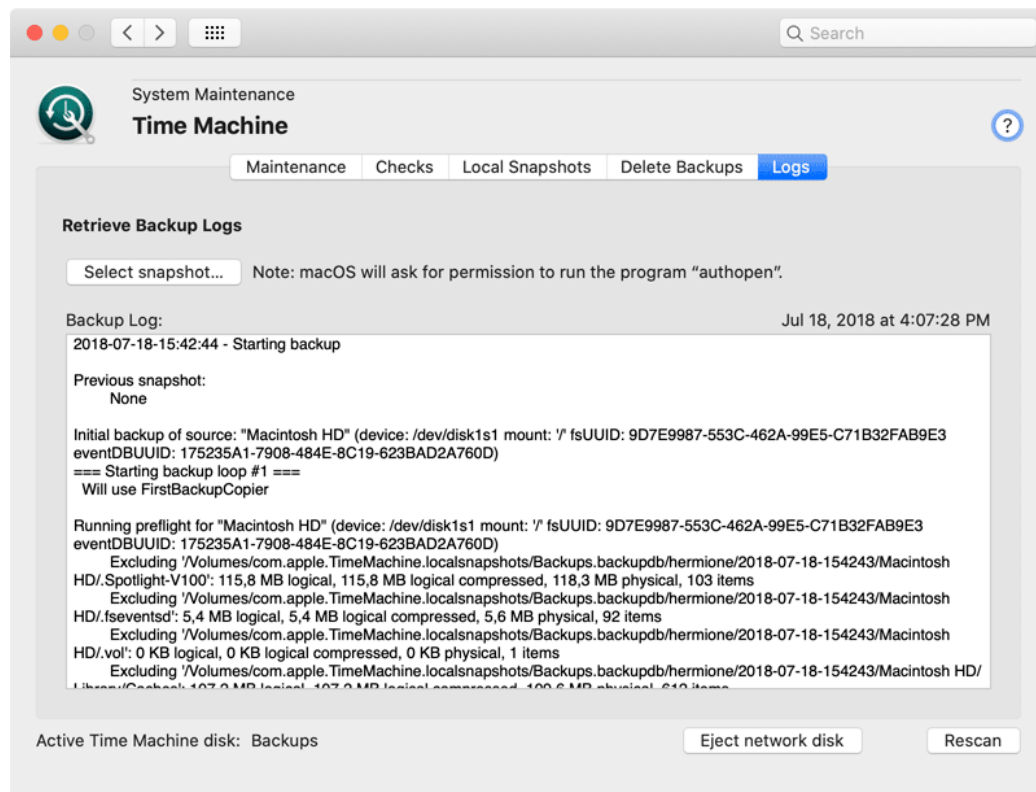 Search
System Maintenance
Time Machine
?
Maintenance Checks Local Snapshots Delete Backups Logs
Retrieve Backup Logs
Select snapshot... Note: macOS will ask for permission to run the program “authopen”.
Backup Log: Jul 18, 2018 at 4:07:28 PM
2018-07-18-15:42:44 - Starting backup
Previous snapshot:
None
Initial backup of source: "Macintosh HD" (device: /dev/disk1s1 mount: '/' fsUUID: 9D7E9987-553C-462A-99E5-C71B32FAB9E3
eventDBUUID: 175235A1-7908-484E-8C19-623BAD2A760D)
=== Starting backup loop #1 ===
Will use FirstBackupCopier
Running preflight for "Macintosh HD" (device: /dev/disk1s1 mount: '/' fsUUID: 9D7E9987-553C-462A-99E5-C71B32FAB9E3
eventDBUUID: 175235A1-7908-484E-8C19-623BAD2A760D)
Excluding '/Volumes/com.apple.TimeMachine.localsnapshots/Backups.backupdb/hermione/2018-07-18-154243/Macintosh
HD/.Spotlight-V100': 115,8 MB logical, 115,8 MB logical compressed, 118,3 MB physical, 103 items
Excluding '/Volumes/com.apple.TimeMachine.localsnapshots/Backups.backupdb/hermione/2018-07-18-154243/Macintosh
HD/.fseventsd': 5,4 MB logical, 5,4 MB logical compressed, 5,6 MB physical, 92 items
Excluding '/Volumes/com.apple.TimeMachine.localsnapshots/Backups.backupdb/hermione/2018-07-18-154243/Macintosh
HD/.vol': 0 KB logical, 0 KB logical compressed, 0 KB physical, 1 items
Excluding '/Volumes/com.apple.TimeMachine.localsnapshots/Backups.backupdb/hermione/2018-07-18-154243/Macintosh HD/
Active Time Machine disk: Backups Eject network disk Rescan